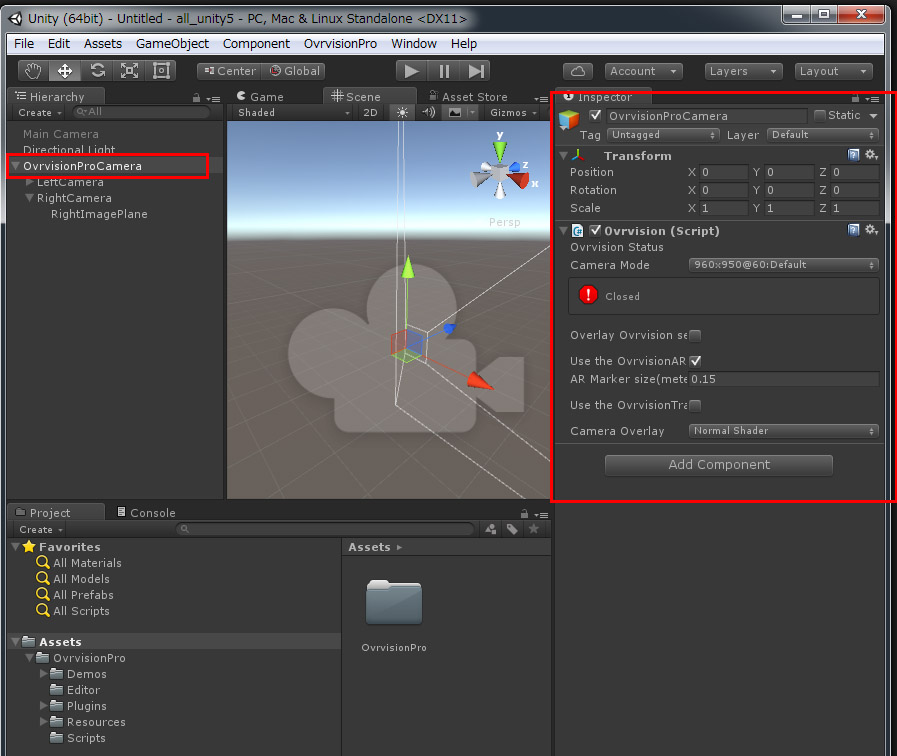 Unity (64bit) - Untitled - all_unity5 - PC, Mac & Linux Standalone <DX11>
File Edit Assets GameObject Component OvrvisionPro Window Help
Center Global Account Layers Layout
Hierarchy
Create All
Main Camera
Directional Light
OvrvisionProCamera
LeftCamera
RightCamera
RightImagePlane
Game Scene Asset Store
Shaded 2D Gizmos
y
z
x
Persp
Inspector
OvrvisionProCamera Static
Tag Untagged Layer Default
Transform
Position X 0 Y 0 Z 0
Rotation X 0 Y 0 Z 0
Scale X 1 Y 1 Z 1
Ovrvision (Script)
Ovrvision Status
Camera Mode 960x950@60:Default
Closed
Overlay Ovrvision se
Use the OvrvisionAR
AR Marker size(mete 0.15
Use the OvrvisionTra
Camera Overlay Normal Shader
Add Component
Project Console
Create
Favorites
All Materials
All Models
All Prefabs
All Scripts
Assets
OvrvisionPro
Demos
Editor
Plugins
Resources
Scripts
Assets
OvrvisionPro